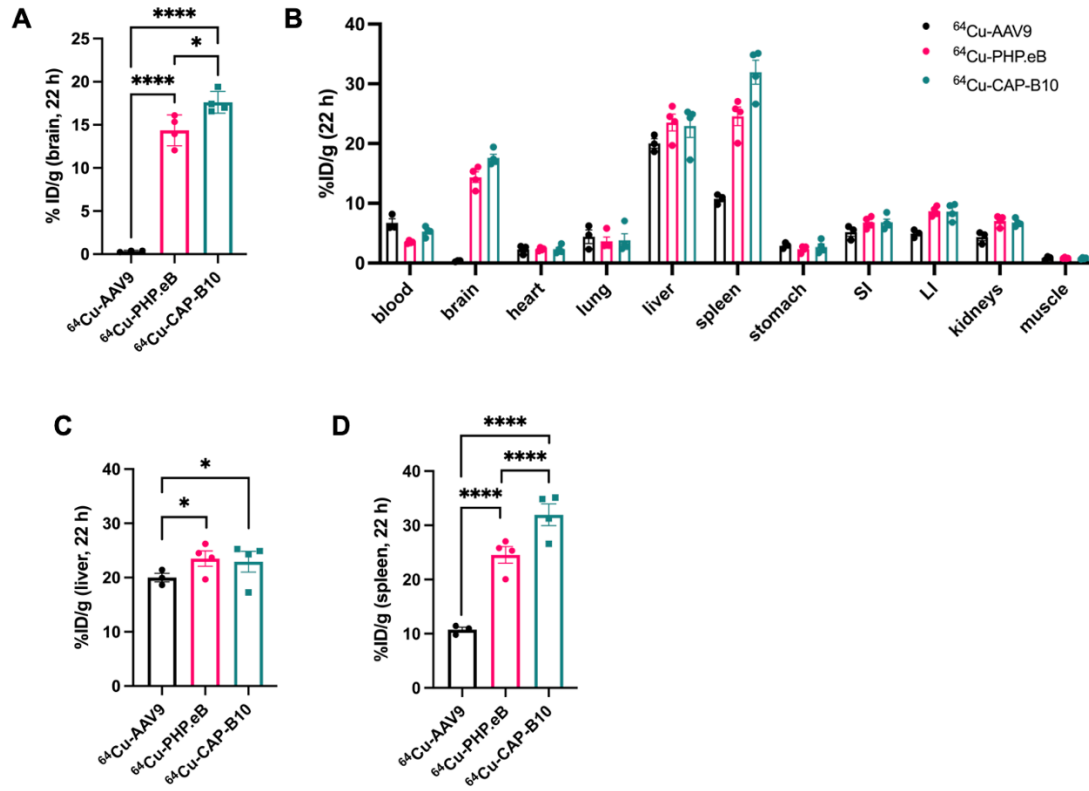 A
****
*
****
% ID/g (brain, 22 h)
25
20
15
10
5
0
⁶⁴Cu-AAV9
⁶⁴Cu-PHP.eB
⁶⁴Cu-CAP-B10
B
%ID/g (22 h)
40
30
20
10
0
⁶⁴Cu-AAV9
⁶⁴Cu-PHP.eB
⁶⁴Cu-CAP-B10
blood
brain
heart
lung
liver
spleen
stomach
SI
LI
kidneys
muscle
C
*
*
%ID/g (liver, 22 h)
40
30
20
10
0
⁶⁴Cu-AAV9
⁶⁴Cu-PHP.eB
⁶⁴Cu-CAP-B10
D
****
****
****
%ID/g (spleen, 22 h)
40
30
20
10
0
⁶⁴Cu-AAV9
⁶⁴Cu-PHP.eB
⁶⁴Cu-CAP-B10